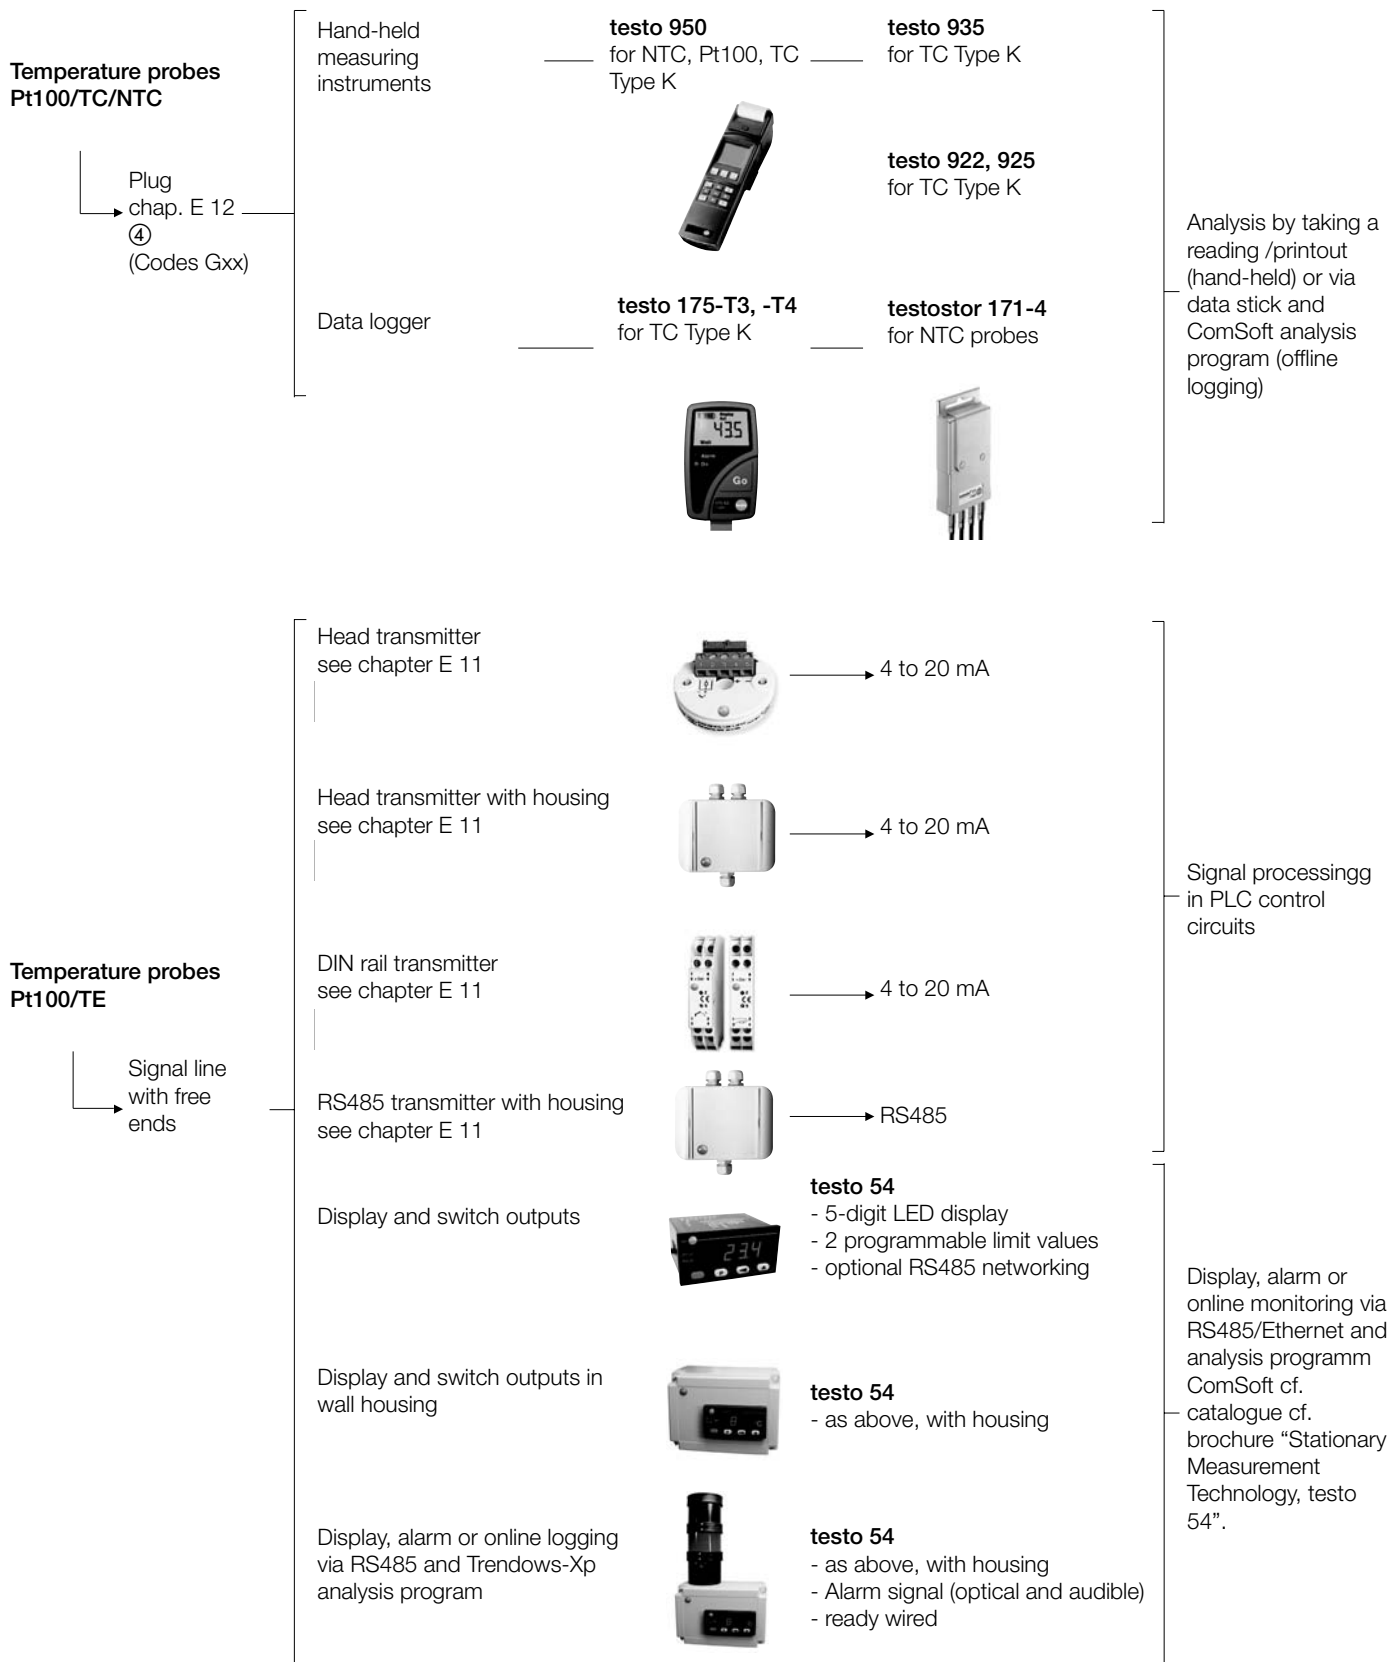 Temperature probes
Pt100/TC/NTC
Plug
chap. E 12
④
(Codes Gxx)
Hand-held
measuring
instruments
testo 950
for NTC, Pt100, TC
Type K
testo 935
for TC Type K
testo 922, 925
for TC Type K
Data logger
testo 175-T3, -T4
for TC Type K
testostor 171-4
for NTC probes
435
Alarm
On
Go
Analysis by taking a
reading /printout
(hand-held) or via
data stick and
ComSoft analysis
program (offline
logging)
Temperature probes
Pt100/TE
Signal line
with free
ends
Head transmitter
see chapter E 11
4 to 20 mA
Head transmitter with housing
see chapter E 11
4 to 20 mA
DIN rail transmitter
see chapter E 11
4 to 20 mA
RS485 transmitter with housing
see chapter E 11
RS485
Signal processingg
in PLC control
circuits
Display and switch outputs
234
testo 54
- 5-digit LED display
- 2 programmable limit values
- optional RS485 networking
Display and switch outputs in
wall housing
testo 54
- as above, with housing
Display, alarm or online logging
via RS485 and Trendows-Xp
analysis program
testo 54
- as above, with housing
- Alarm signal (optical and audible)
- ready wired
Display, alarm or
online monitoring via
RS485/Ethernet and
analysis programm
ComSoft cf.
catalogue cf.
brochure “Stationary
Measurement
Technology, testo
54”.